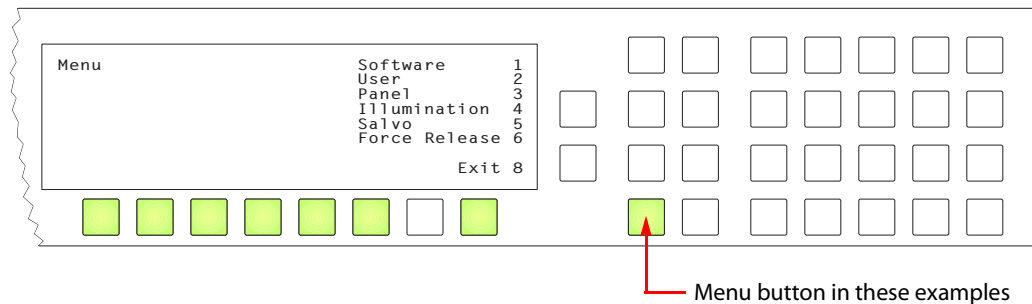 Menu Software 1
User 2
Panel 3
Illumination 4
Salvo 5
Force Release 6
Exit 8
Menu button in these examples